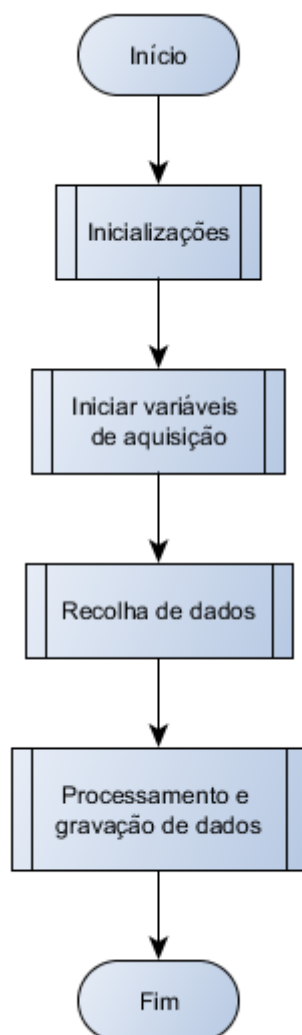 Início
Inicializações
Iniciar variáveis
de aquisição
Recolha de dados
Processamento e
gravação de dados
Fim